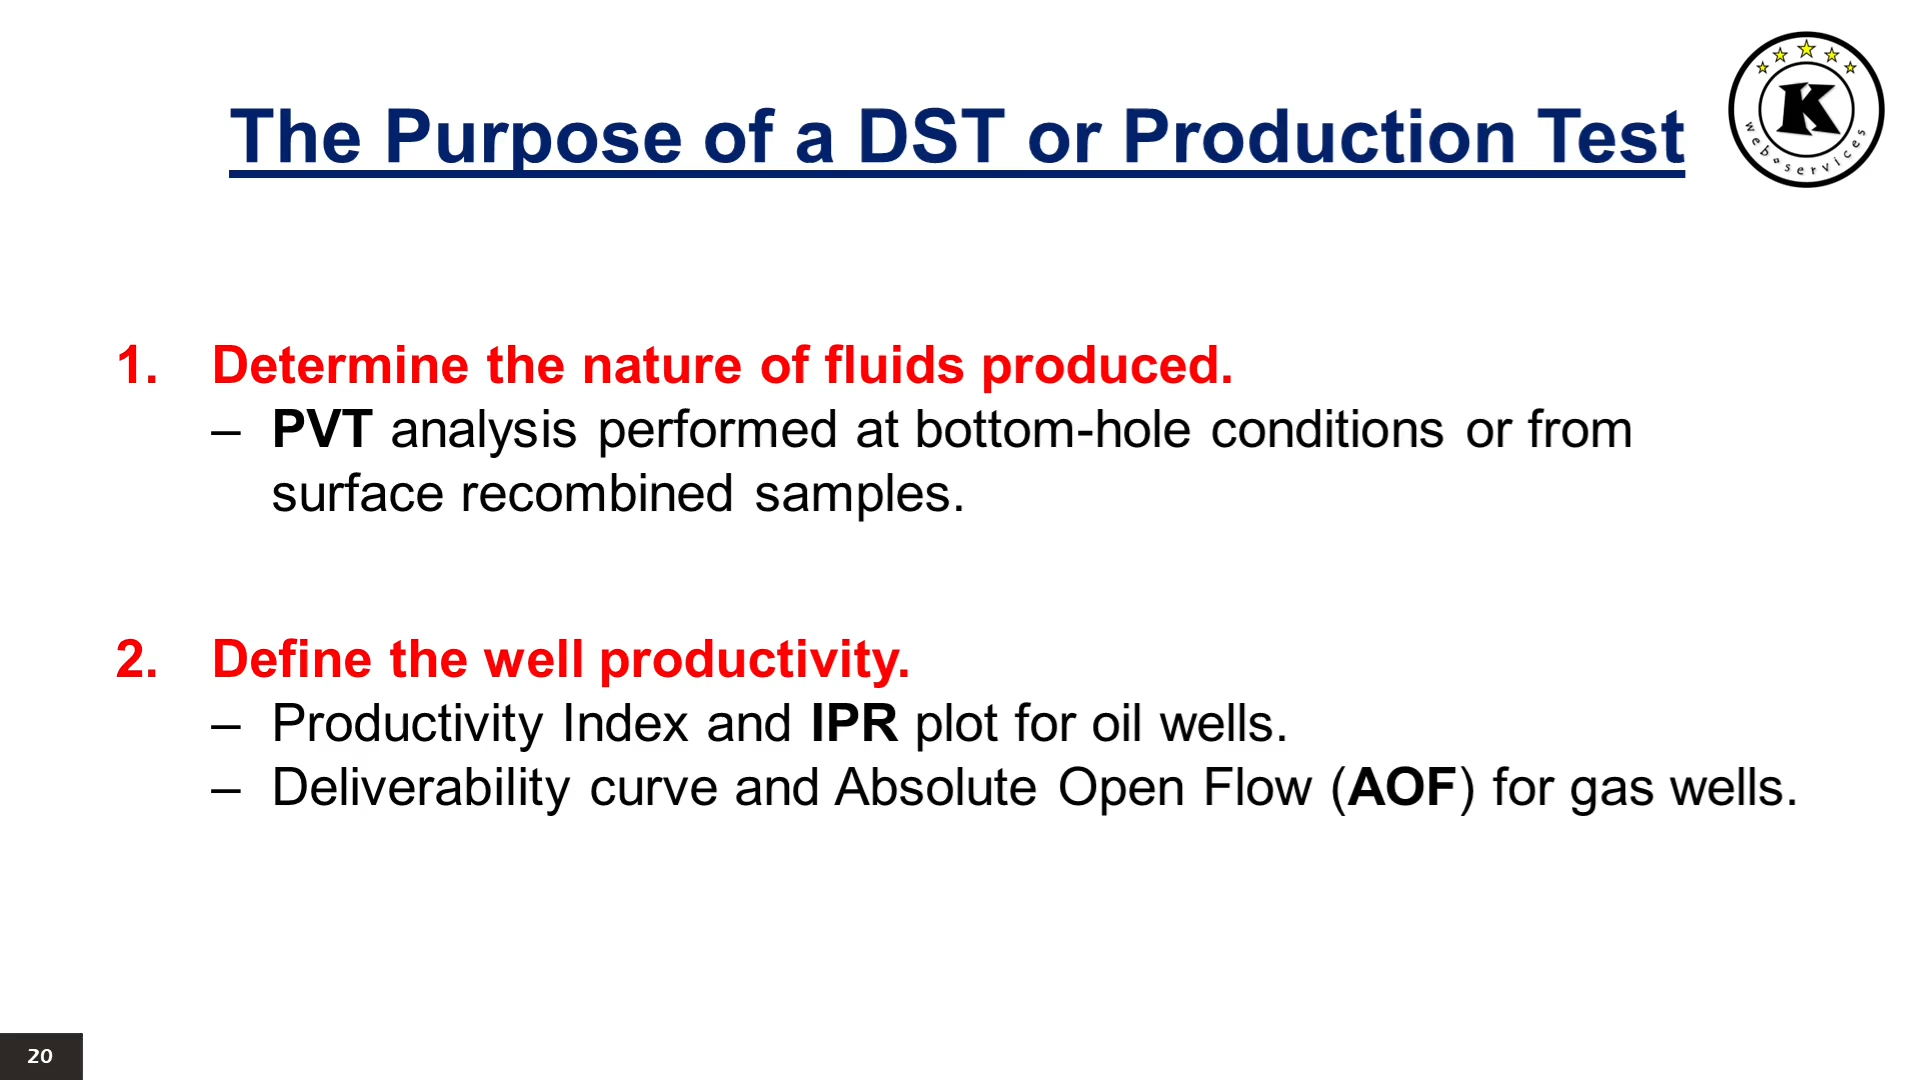 The Purpose of a DST or Production Test
K
web•services
1. Determine the nature of fluids produced.
– PVT analysis performed at bottom-hole conditions or from
surface recombined samples.
2. Define the well productivity.
– Productivity Index and IPR plot for oil wells.
– Deliverability curve and Absolute Open Flow (AOF) for gas wells.
20